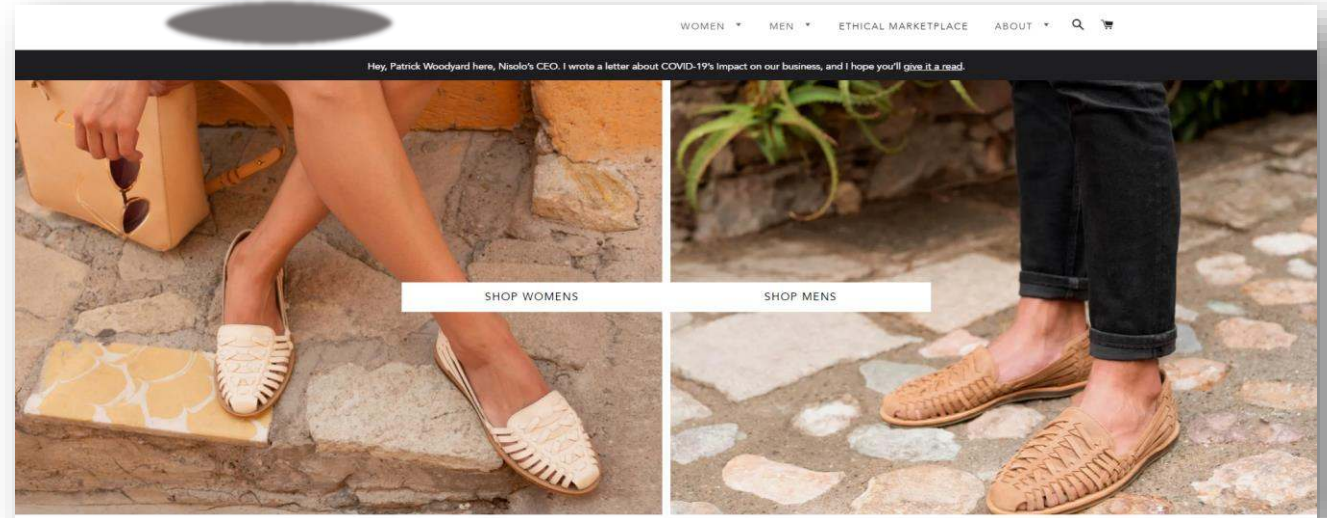 WOMEN MEN ETHICAL MARKETPLACE ABOUT
Hey, Patrick Woodyard here, Nisolo's CEO. I wrote a letter about COVID-19's Impact on our business, and I hope you'll give it a read.
SHOP WOMENS
SHOP MENS